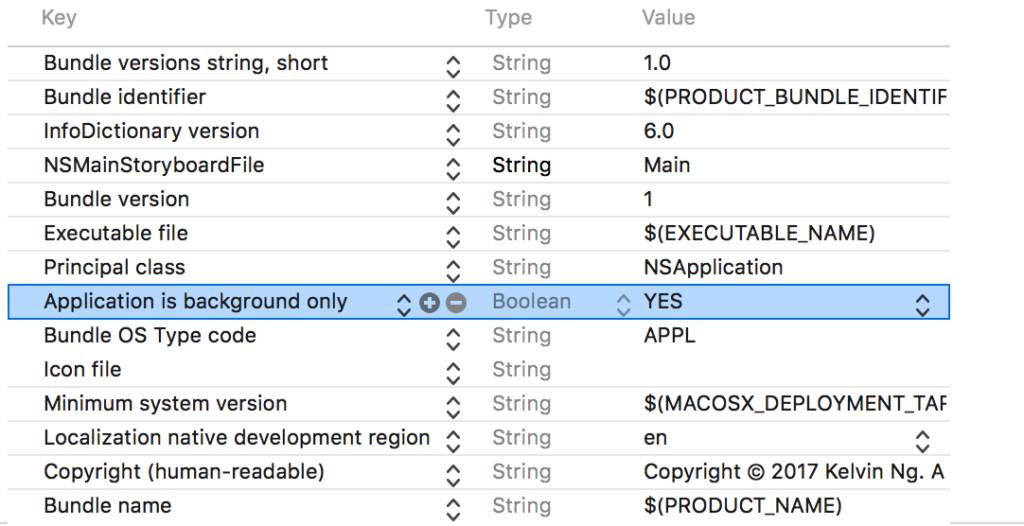 Key Type Value
Bundle versions string, short String 1.0
Bundle identifier String $(PRODUCT_BUNDLE_IDENTIF
InfoDictionary version String 6.0
NSMainStoryboardFile String Main
Bundle version String 1
Executable file String $(EXECUTABLE_NAME)
Principal class String NSApplication
Application is background only Boolean YES
Bundle OS Type code String APPL
Icon file String
Minimum system version String $(MACOSX_DEPLOYMENT_TAR
Localization native development region String en
Copyright (human-readable) String Copyright © 2017 Kelvin Ng. A
Bundle name String $(PRODUCT_NAME)